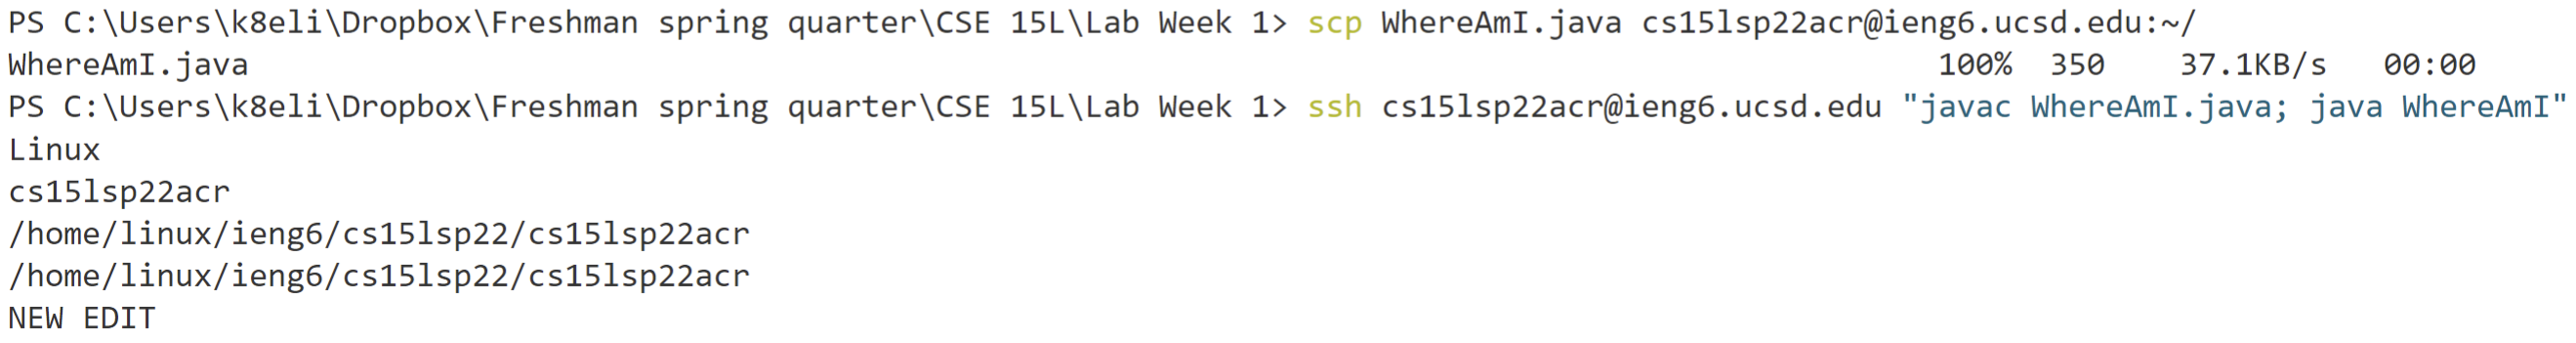 PS C:\Users\k8eli\Dropbox\Freshman spring quarter\CSE 15L\Lab Week 1> scp WhereAmI.java cs15lsp22acr@ieng6.ucsd.edu:~/
WhereAmI.java 100% 350 37.1KB/s 00:00
PS C:\Users\k8eli\Dropbox\Freshman spring quarter\CSE 15L\Lab Week 1> ssh cs15lsp22acr@ieng6.ucsd.edu "javac WhereAmI.java; java WhereAmI"
Linux
cs15lsp22acr
/home/linux/ieng6/cs15lsp22/cs15lsp22acr
/home/linux/ieng6/cs15lsp22/cs15lsp22acr
NEW EDIT